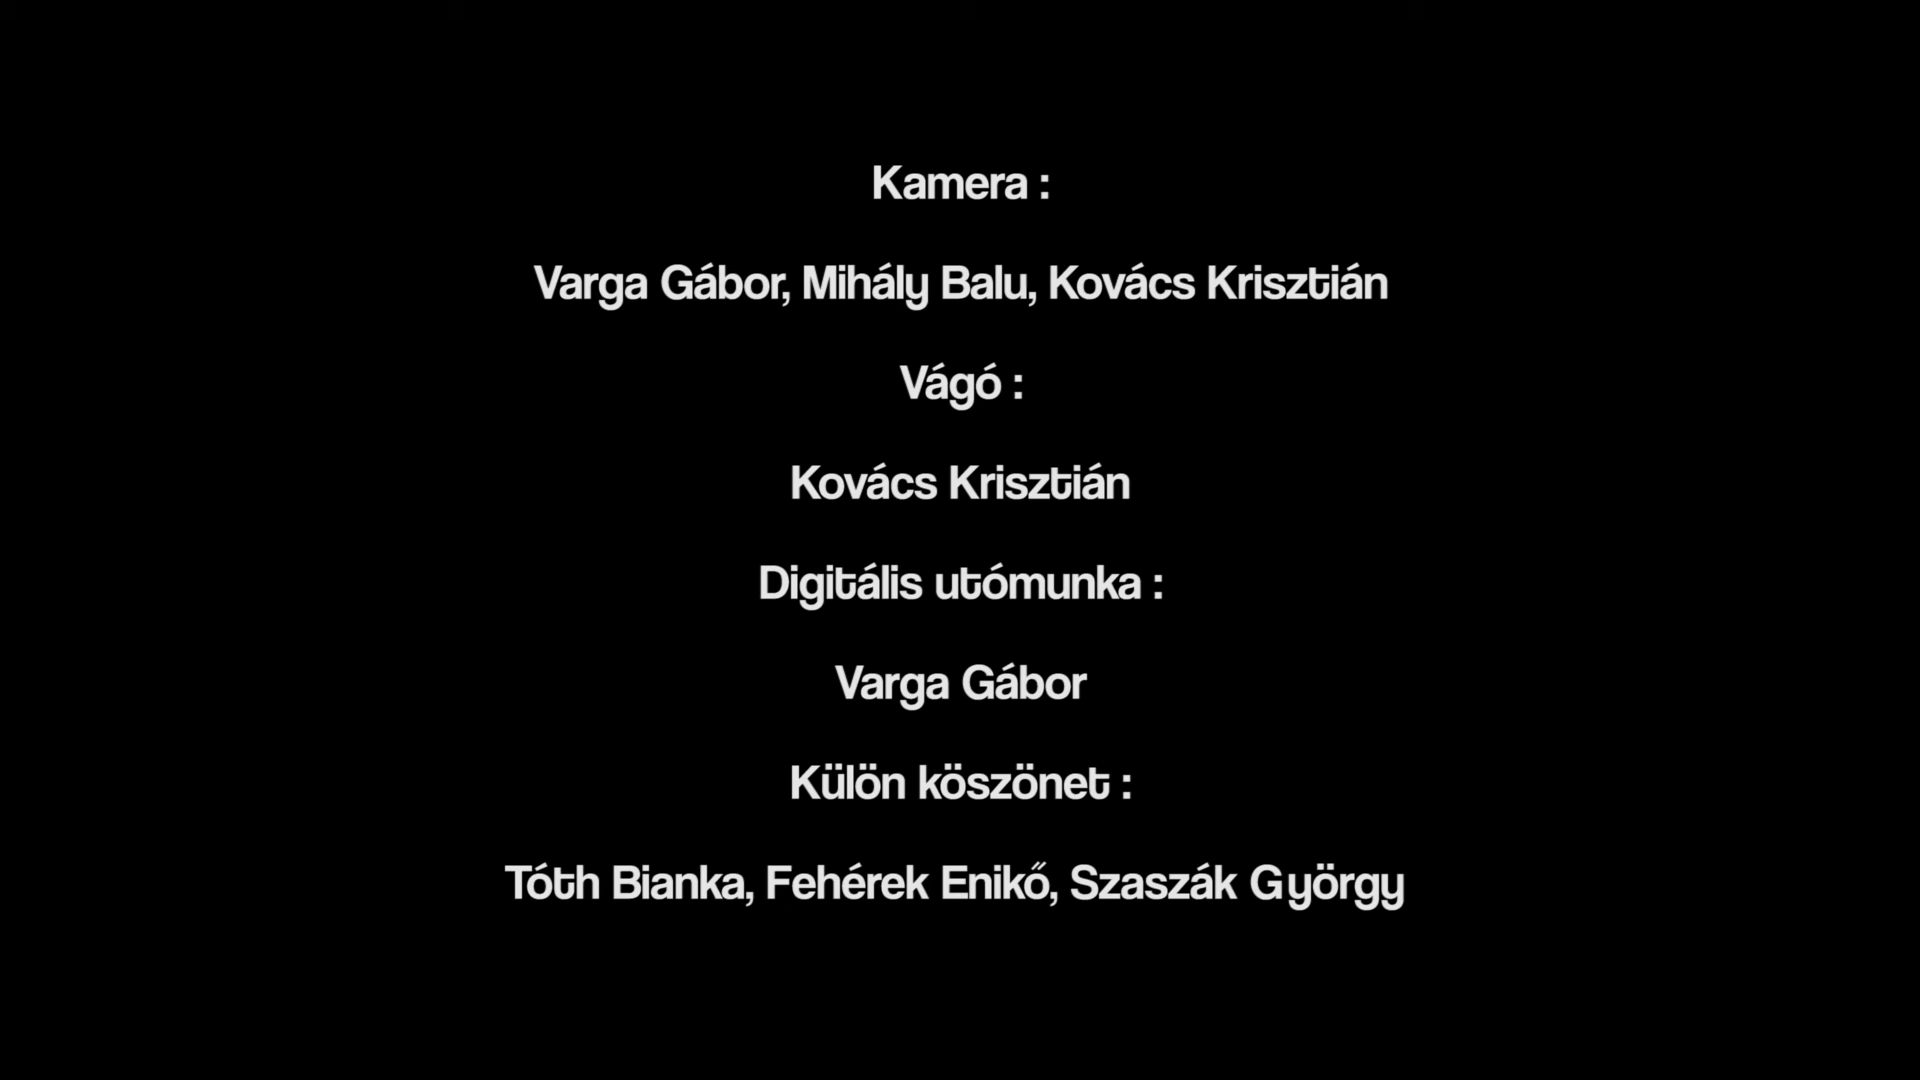 Kamera :
Varga Gábor, Mihály Balu, Kovács Krisztián
Vágó :
Kovács Krisztián
Digitális utómunka :
Varga Gábor
Külön köszönet :
Tóth Bianka, Fehérek Enikő, Szaszák György